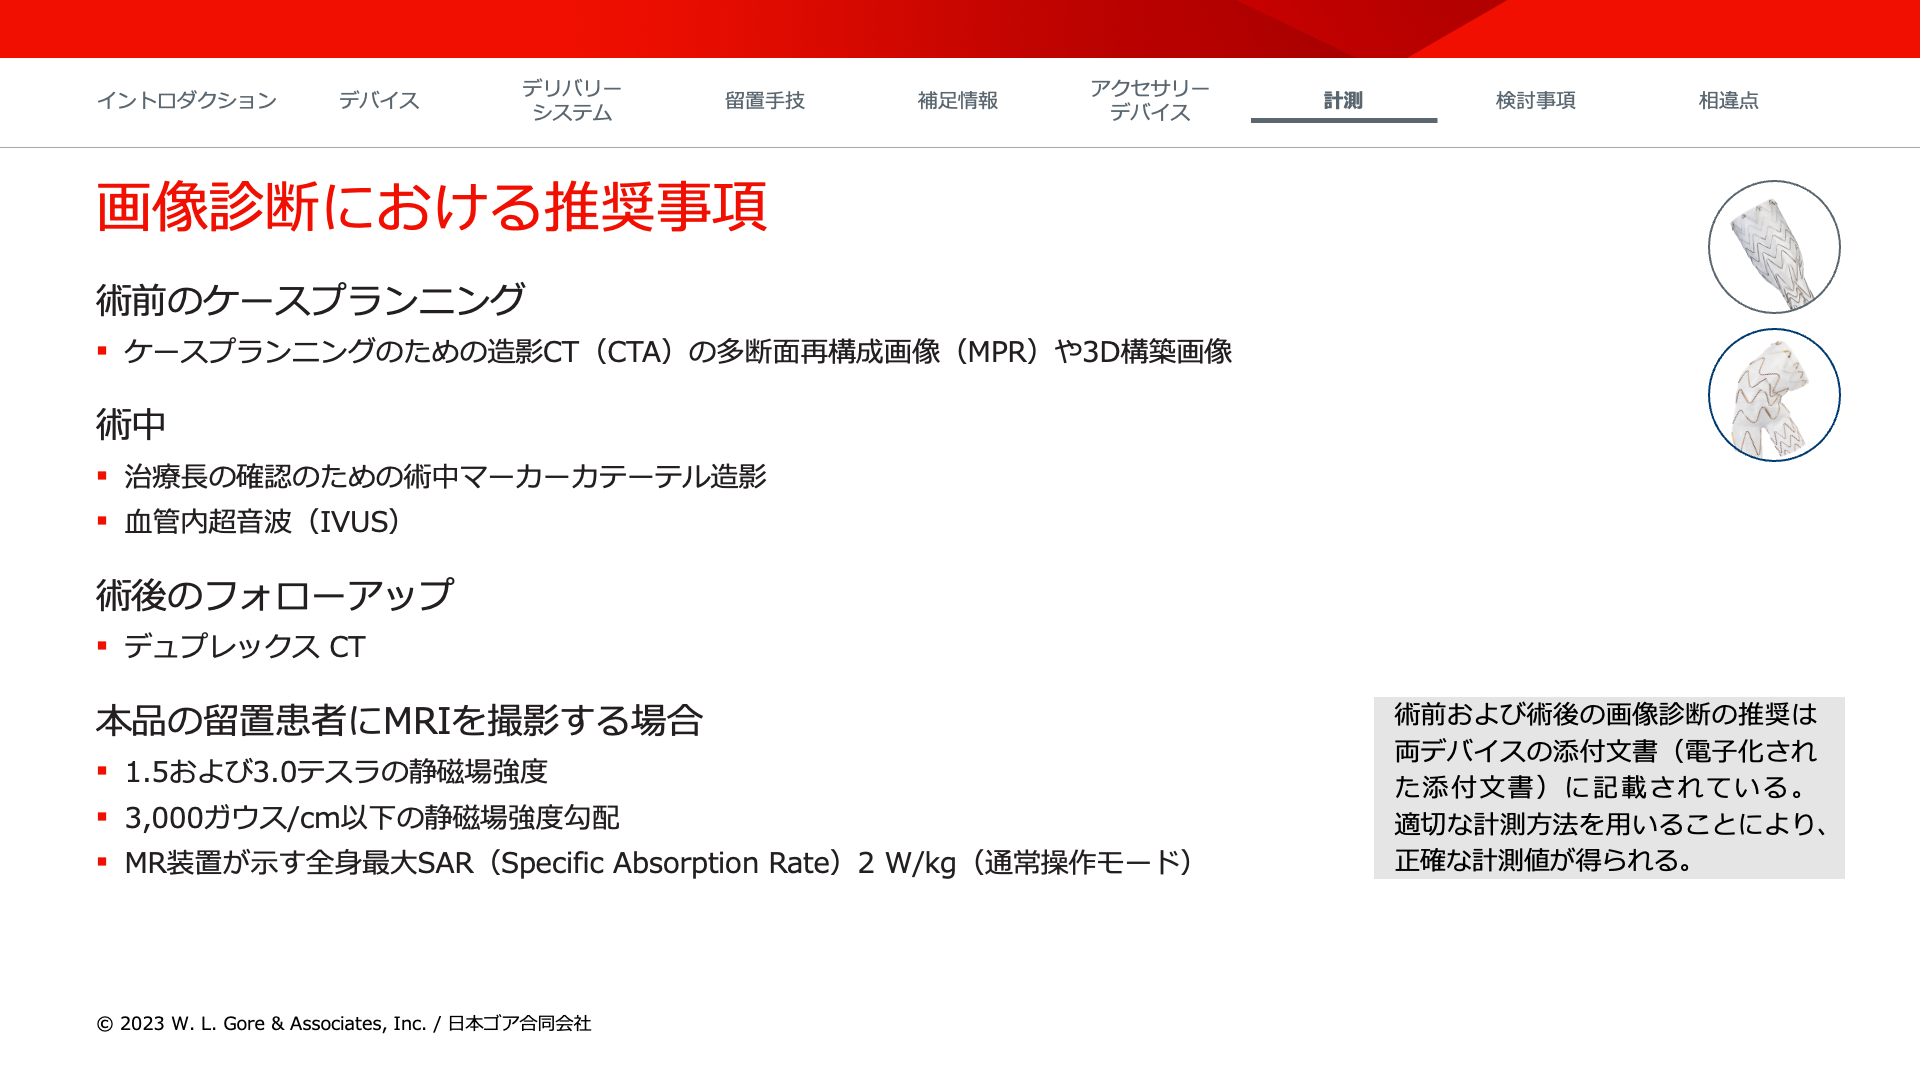 イントロダクション
デバイス
デリバリー
システム
留置手技
補足情報
アクセサリー
デバイス
計測
検討事項
相違点
画像診断における推奨事項
術前のケースプランニング
▪ ケースプランニングのための造影CT（CTA）の多断面再構成画像（MPR）や3D構築画像
術中
▪ 治療長の確認のための術中マーカーカテーテル造影
▪ 血管内超音波（IVUS）
術後のフォローアップ
▪ デュプレックス CT
本品の留置患者にMRIを撮影する場合
▪ 1.5および3.0テスラの静磁場強度
▪ 3,000ガウス/cm以下の静磁場強度勾配
▪ MR装置が示す全身最大SAR（Specific Absorption Rate）2 W/kg（通常操作モード）
術前および術後の画像診断の推奨は
両デバイスの添付文書（電子化され
た添付文書）に記載されている。
適切な計測方法を用いることにより、
正確な計測値が得られる。
© 2023 W. L. Gore & Associates, Inc. / 日本ゴア合同会社